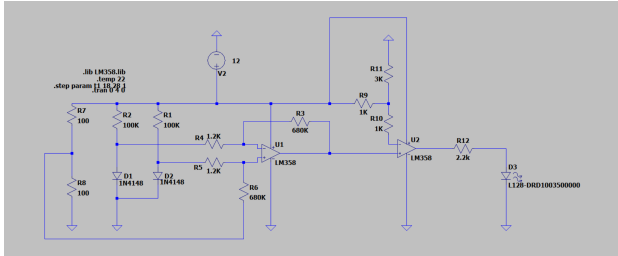 .lib LM358.lib
.temp 22
.step param t1 18 28 1
.tran 0 4 0
12
V2
R11
3K
R9
1K
R10
1K
R7
100
R2
100K
R1
100K
R3
680K
R4 1.2K
U1
LM358
U2
LM358
R12
2.2k
R5 1.2K
R8
100
D1
1N4148
D2
1N4148
R6
680K
D3
L128-DRD1003500000